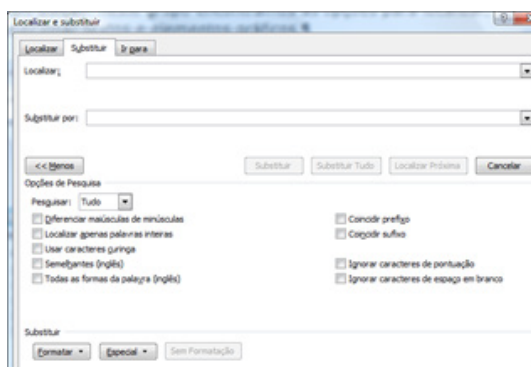 Localizar e substituir
Localizar Substituir Ir para
Localizar:
Substituir por:
<< Menos Substituir Substituir Tudo Localizar Próxima Cancelar
Opções de Pesquisa
Pesquisar: Tudo
Diferenciar maiúsculas de minúsculas Coincidir prefixo
Localizar apenas palavras inteiras Coincidir sufixo
Usar caracteres curinga
Semelhantes (inglês) Ignorar caracteres de pontuação
Todas as formas da palavra (inglês) Ignorar caracteres de espaço em branco
Substituir
Formatar Especial Sem Formatação